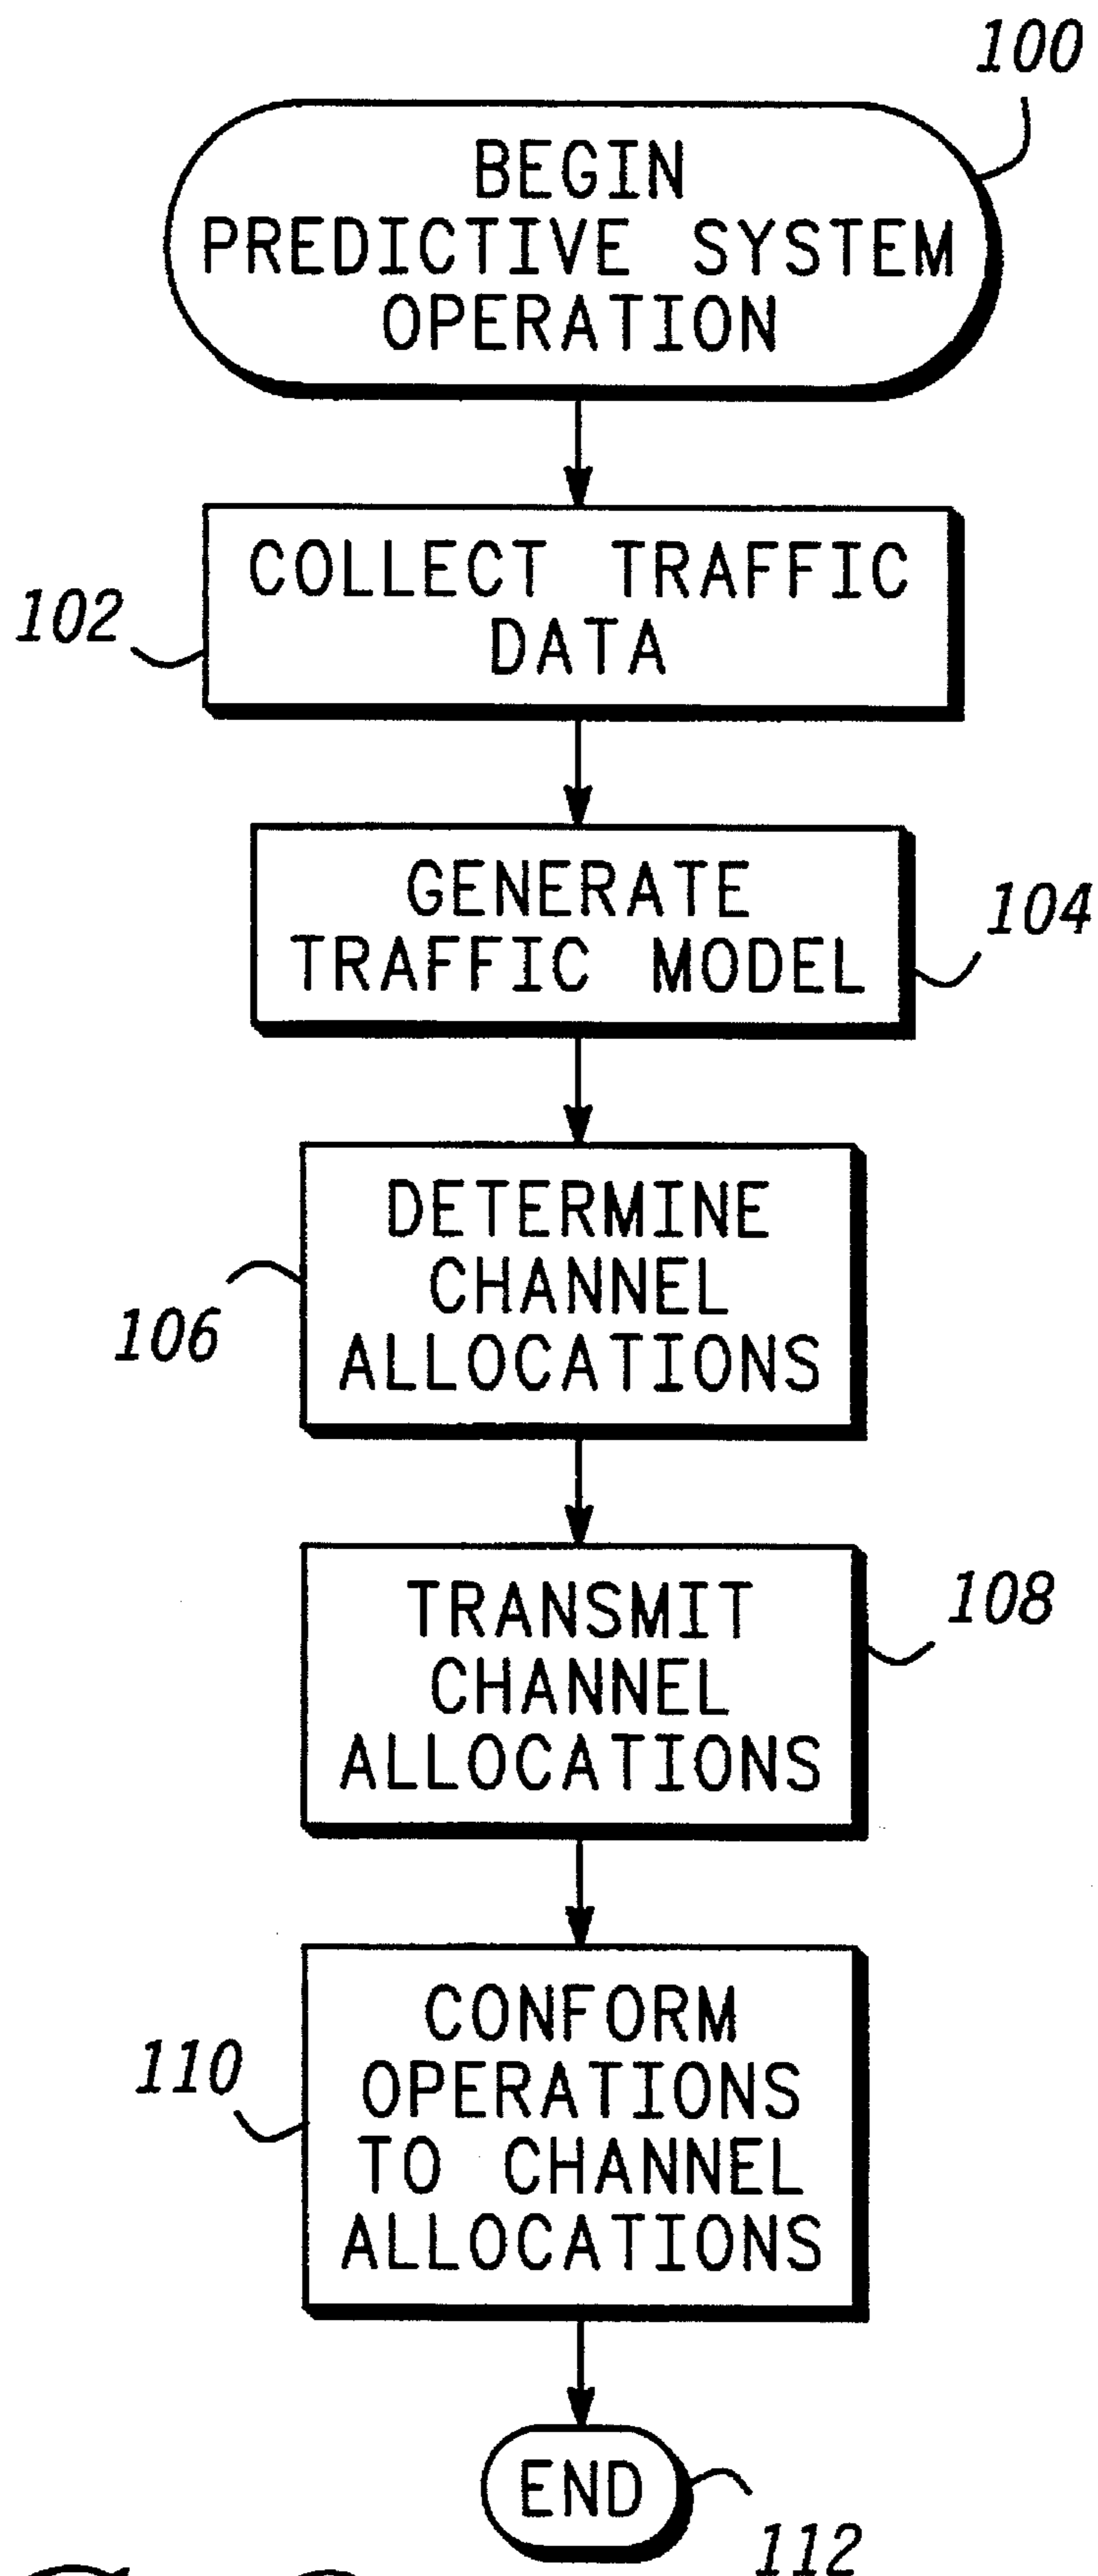 100
BEGIN
PREDICTIVE SYSTEM
OPERATION
COLLECT TRAFFIC
DATA
102
GENERATE
TRAFFIC MODEL
104
DETERMINE
CHANNEL
ALLOCATIONS
106
TRANSMIT
CHANNEL
ALLOCATIONS
108
CONFORM
OPERATIONS
TO CHANNEL
ALLOCATIONS
110
END
112